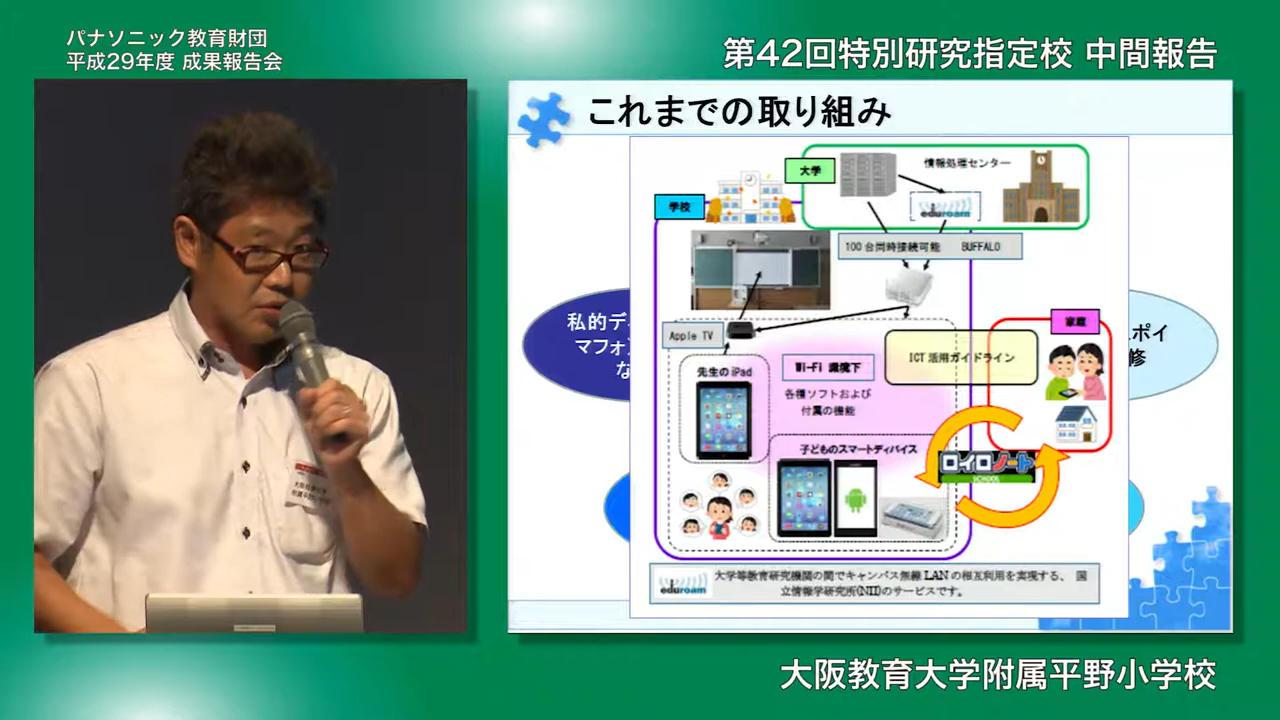 パナソニック教育財団
平成29年度 成果報告会
第42回特別研究指定校 中間報告
これまでの取り組み
大学
情報処理センター
学校
eduroam
100台同時接続可能 BUFFALO
Apple TV
家庭
ICT 活用ガイドライン
先生の iPad
Wi-Fi 環境下
各種ソフトおよび
付属の機能
子どものスマートディバイス
ロイロノート
SCHOOL
私的デ
マフォ
な
ポイ
修
eduroam
大学等教育研究機関の間でキャンパス無線 LAN の相互利用を実現する、 国
立情報学研究所(NII)のサービスです。
大阪教育大学附属平野小学校